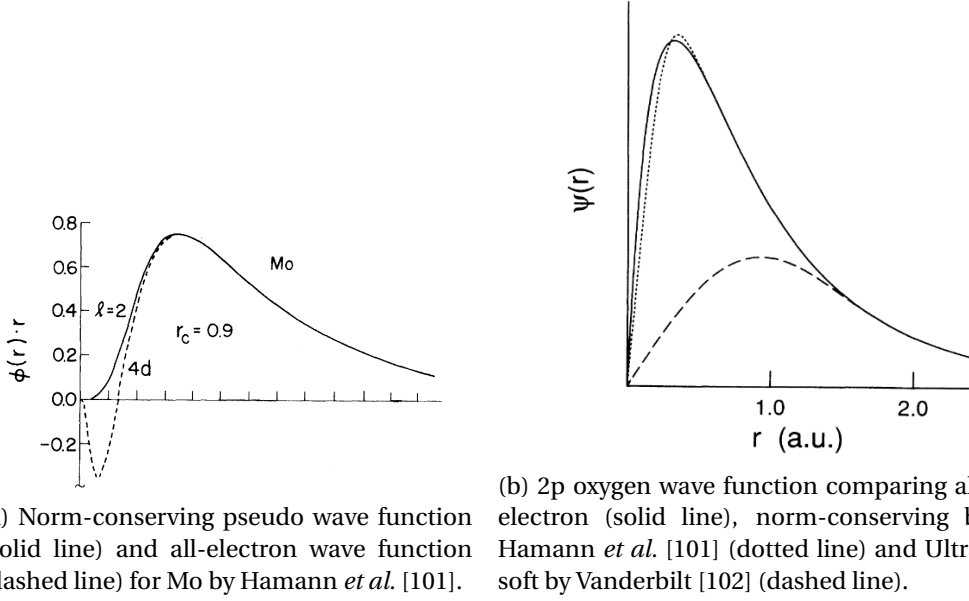 0.8
0.6
0.4
0.2
0.0
−0.2
ϕ(r)·r
ℓ=2
4d
r_c = 0.9
Mo
ψ(r)
1.0
2.0
r (a.u.)
) Norm-conserving pseudo wave function
olid line) and all-electron wave function
dashed line) for Mo by Hamann et al. [101].
(b) 2p oxygen wave function comparing al
electron (solid line), norm-conserving b
Hamann et al. [101] (dotted line) and Ultr
soft by Vanderbilt [102] (dashed line).